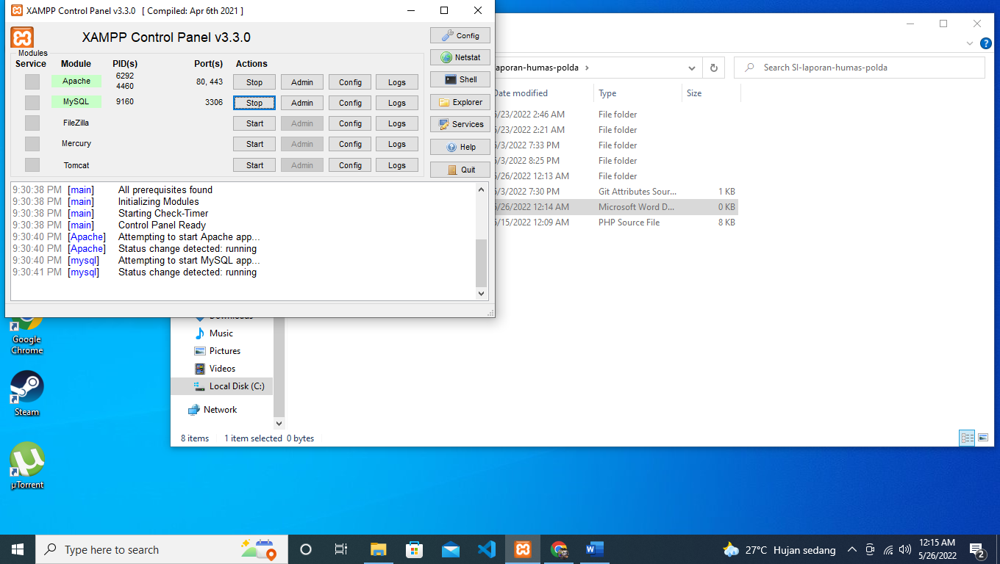 XAMPP Control Panel v3.3.0 [ Compiled: Apr 6th 2021 ]
XAMPP Control Panel v3.3.0
Config
Modules
Service Module PID(s) Port(s) Actions
Netstat
Apache 6292 4460 80, 443 Stop Admin Config Logs
Shell
MySQL 9160 3306 Stop Admin Config Logs
Explorer
FileZilla Start Admin Config Logs
Services
Mercury Start Admin Config Logs
Help
Tomcat Start Admin Config Logs
Quit
9:30:38 PM [main] All prerequisites found
9:30:38 PM [main] Initializing Modules
9:30:38 PM [main] Starting Check-Timer
9:30:38 PM [main] Control Panel Ready
9:30:40 PM [Apache] Attempting to start Apache app...
9:30:40 PM [Apache] Status change detected: running
9:30:40 PM [mysql] Attempting to start MySQL app...
9:30:41 PM [mysql] Status change detected: running
laporan-humas-polda
Search SI-laporan-humas-polda
Date modified Type Size
5/23/2022 2:46 AM File folder
5/23/2022 2:21 AM File folder
/3/2022 7:33 PM File folder
/3/2022 8:25 PM File folder
5/26/2022 12:13 AM File folder
/3/2022 7:30 PM Git Attributes Sour... 1 KB
5/26/2022 12:14 AM Microsoft Word D... 0 KB
5/15/2022 12:09 AM PHP Source File 8 KB
Downloads
Music
Pictures
Videos
Local Disk (C:)
Network
8 items 1 item selected 0 bytes
Google
Chrome
Steam
µTorrent
Type here to search
27°C Hujan sedang
12:15 AM
5/26/2022
2